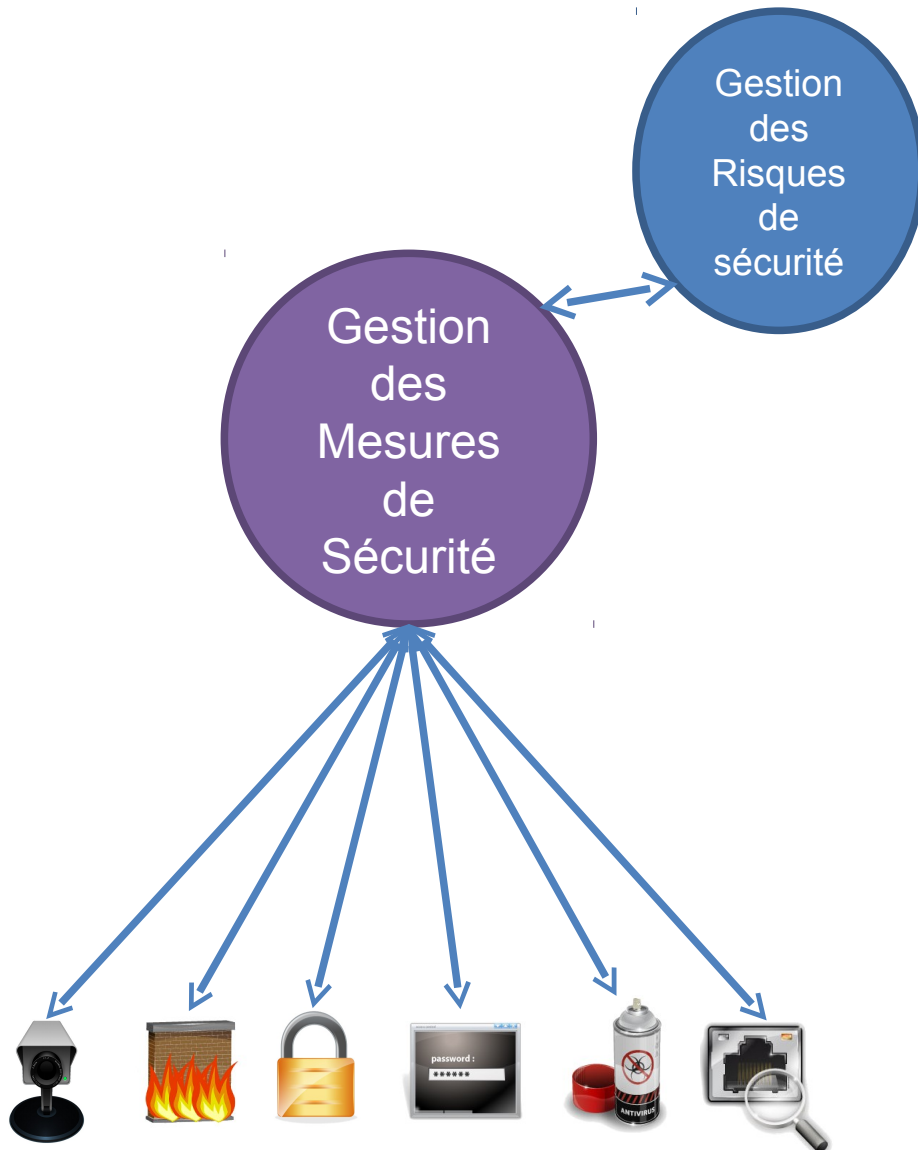 Gestion
des
Risques
de
sécurité
Gestion
des
Mesures
de
Sécurité
password :
******
ANTIVIRUS